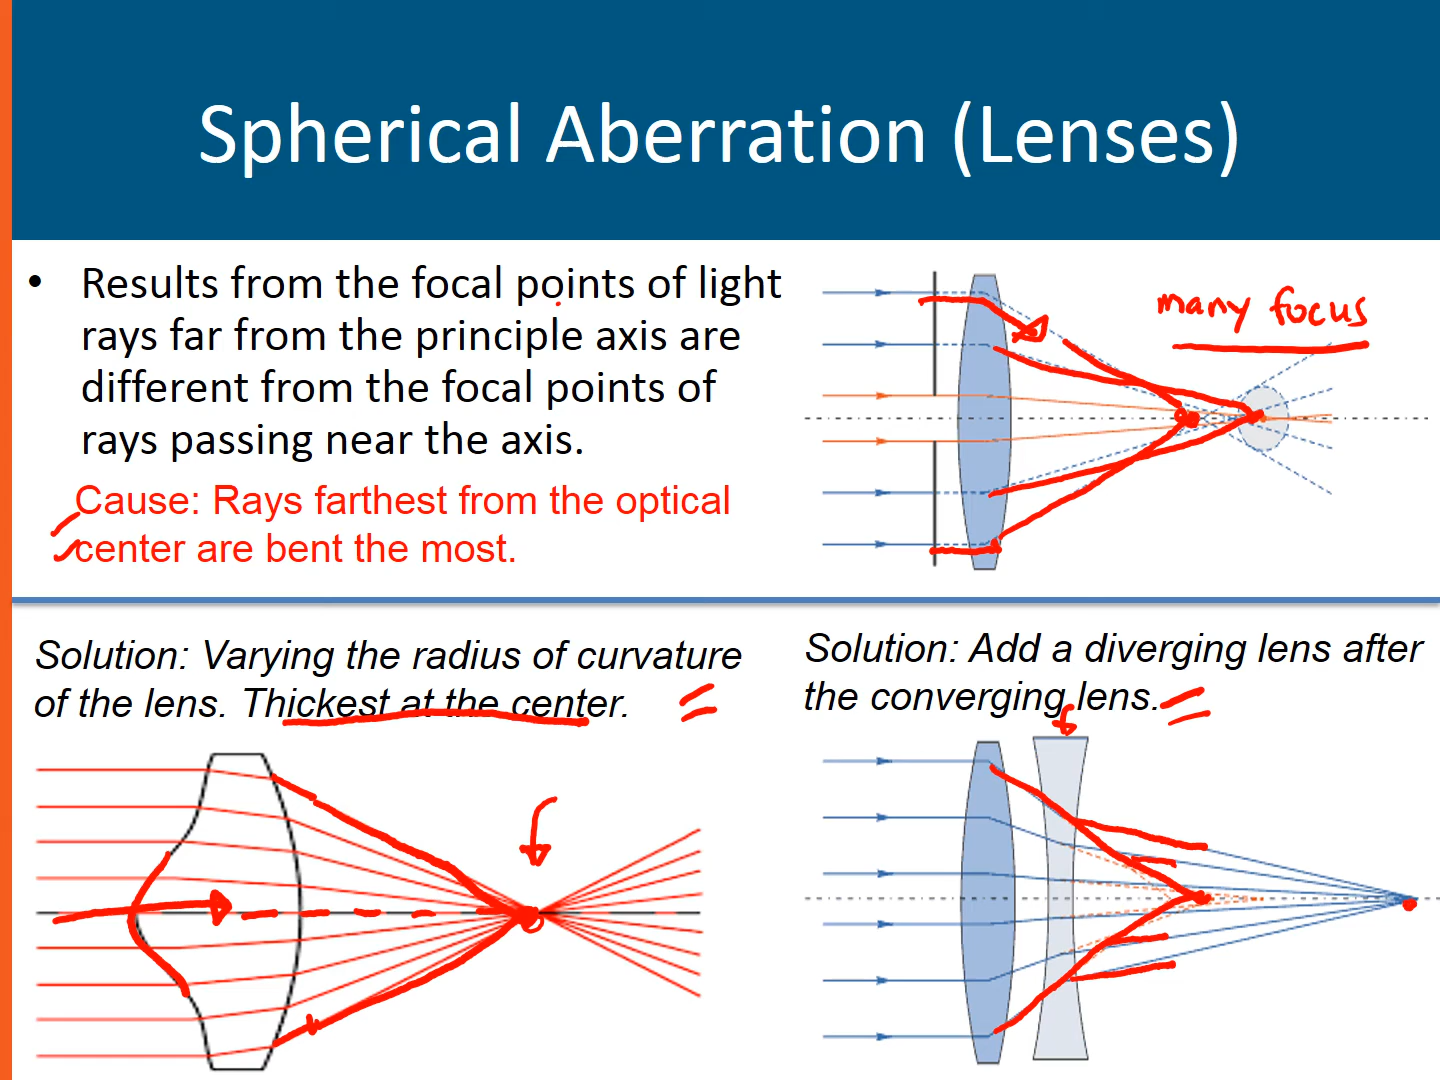 Spherical Aberration (Lenses)
• Results from the focal points of light
rays far from the principle axis are
different from the focal points of
rays passing near the axis.
Cause: Rays farthest from the optical
center are bent the most.
many focus
Solution: Varying the radius of curvature
of the lens. Thickest at the center.
Solution: Add a diverging lens after
the converging lens.